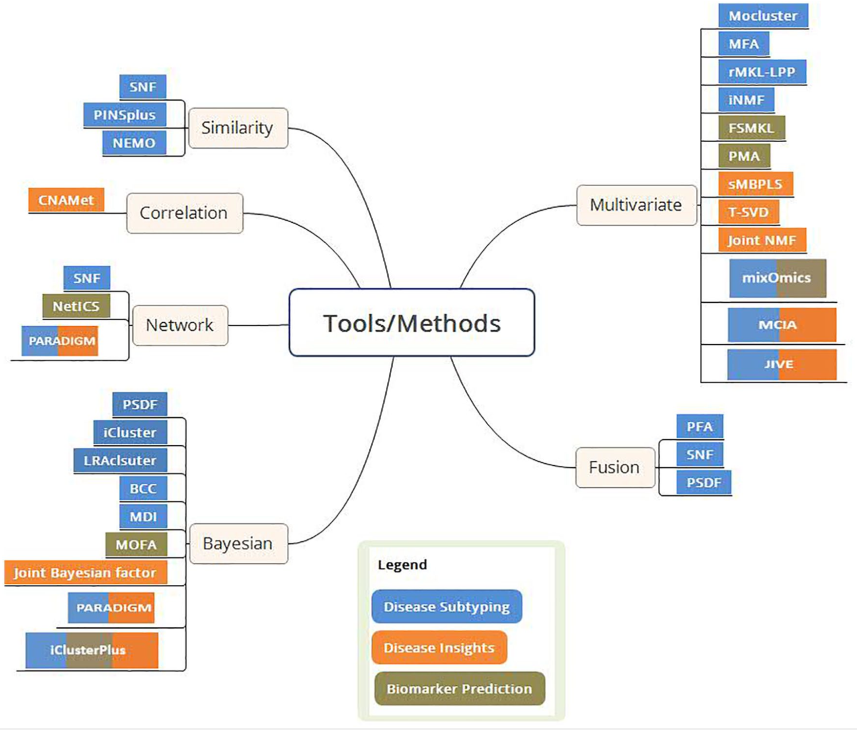 SNF
PINSplus
NEMO
Similarity
CNAMet
Correlation
SNF
NetICS
PARADIGM
Network
PSDF
iCluster
LRAclsuter
BCC
MDI
MOFA
Joint Bayesian factor
PARADIGM
iClusterPlus
Bayesian
Tools/Methods
Mocluster
MFA
rMKL-LPP
iNMF
FSMKL
PMA
sMBPLS
T-SVD
Joint NMF
mixOmics
MCIA
JIVE
Multivariate
PFA
SNF
PSDF
Fusion
Legend
Disease Subtyping
Disease Insights
Biomarker Prediction